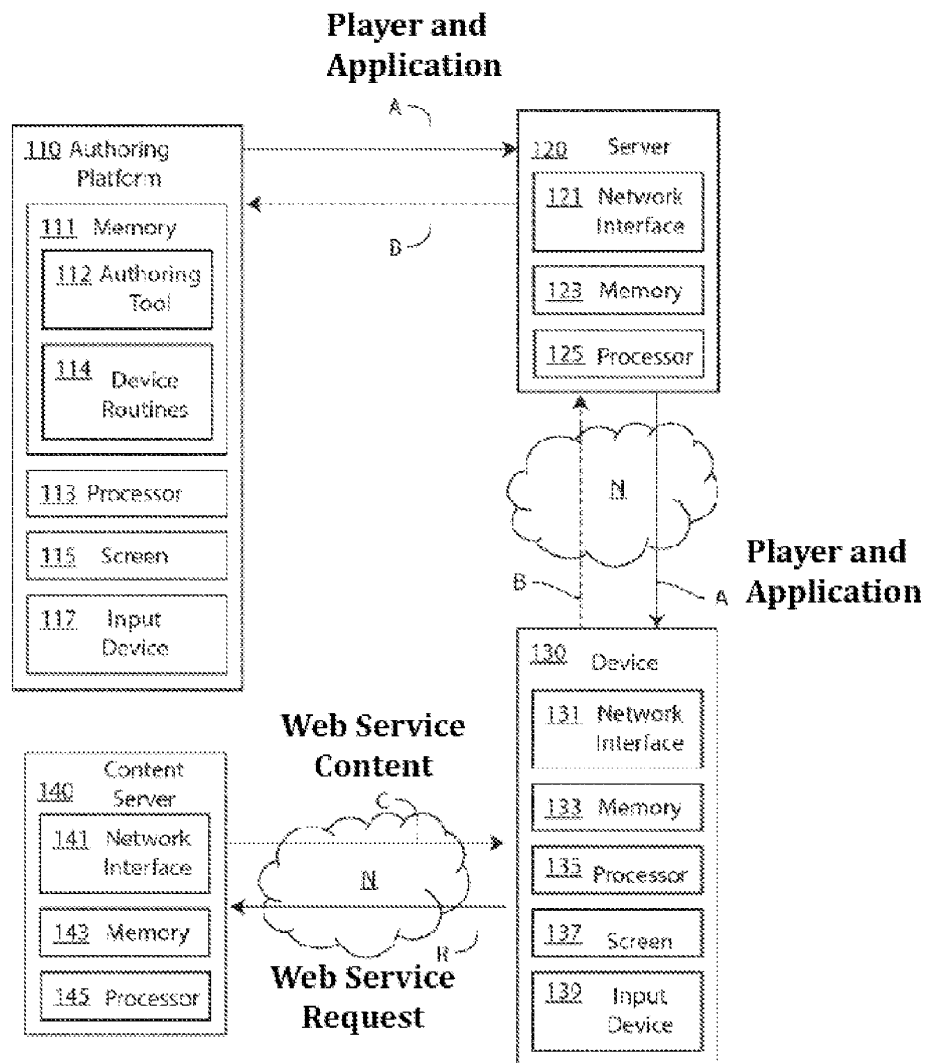 Player and
Application
A
110 Authoring
Platform
111 Memory
112 Authoring
Tool
114 Device
Routines
113 Processor
115 Screen
117 Input
Device
120 Server
121 Network
Interface
123 Memory
125 Processor
B
N
B
A
Player and
Application
130 Device
131 Network
Interface
133 Memory
135 Processor
137 Screen
139 Input
Device
Web Service
Content
C
140 Content
Server
141 Network
Interface
143 Memory
145 Processor
N
R
Web Service
Request